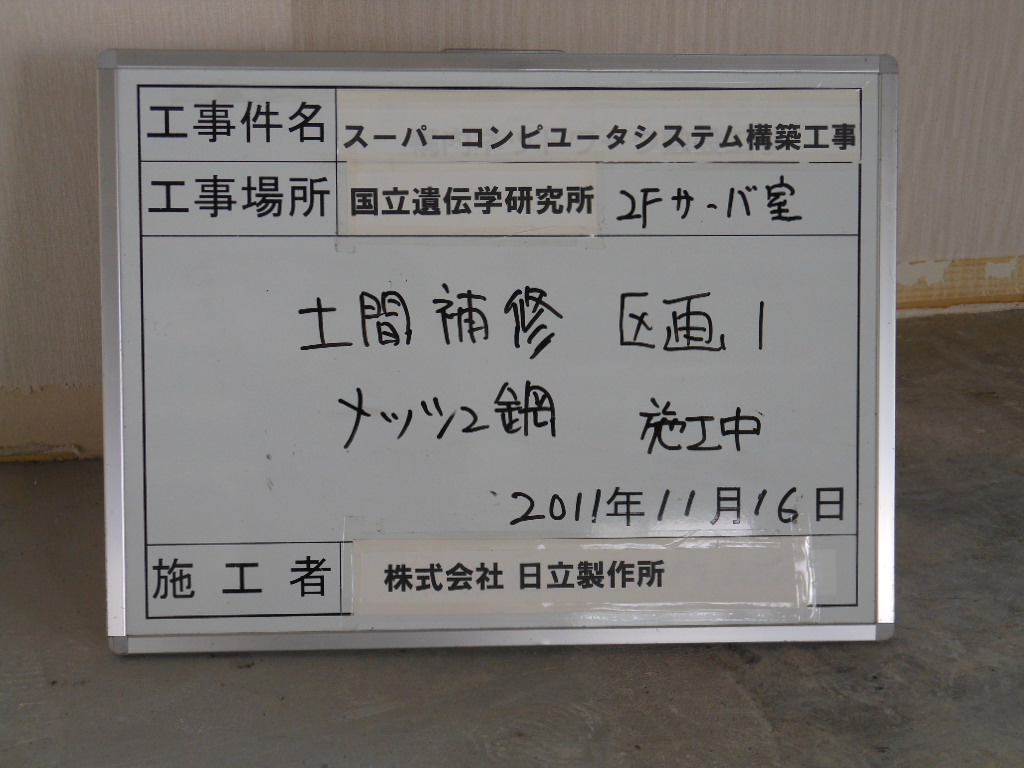 工事件名 スーパーコンピユータシステム構築工事
工事場所 国立遺伝学研究所 2Fサーバ室
土間補修 区画1
メッツ2鋼 施工中
2011年11月16日
施工者 株式会社 日立製作所